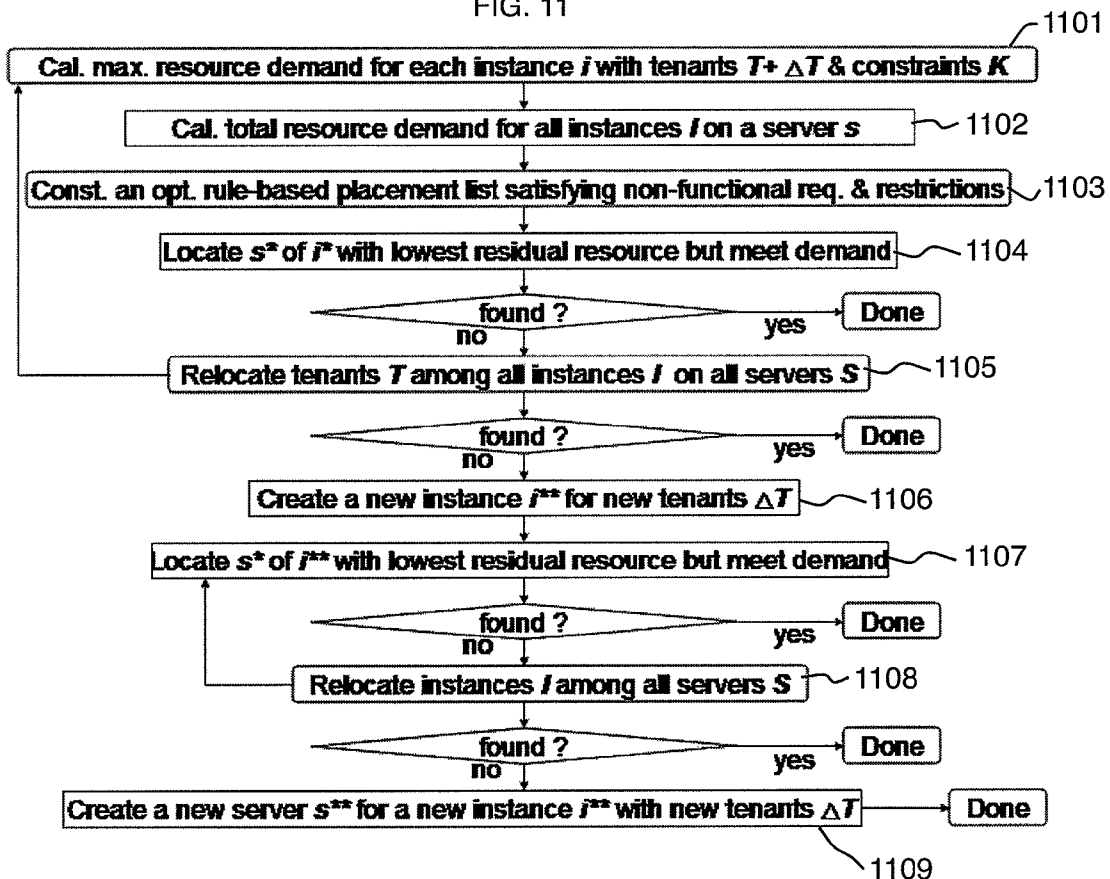 FIG. 11
1101
Cal. max. resource demand for each instance i with tenants T+ ΔT & constraints K
Cal. total resource demand for all instances I on a server s
1102
Const. an opt. rule-based placement list satisfying non-functional req. & restrictions
1103
Locate s* of i* with lowest residual resource but meet demand
1104
found ?
yes
Done
no
Relocate tenants T among all instances I on all servers S
1105
found ?
yes
Done
no
Create a new instance i** for new tenants ΔT
1106
Locate s* of i** with lowest residual resource but meet demand
1107
found ?
yes
Done
no
Relocate instances I among all servers S
1108
found ?
yes
Done
no
Create a new server s** for a new instance i** with new tenants ΔT
Done
1109